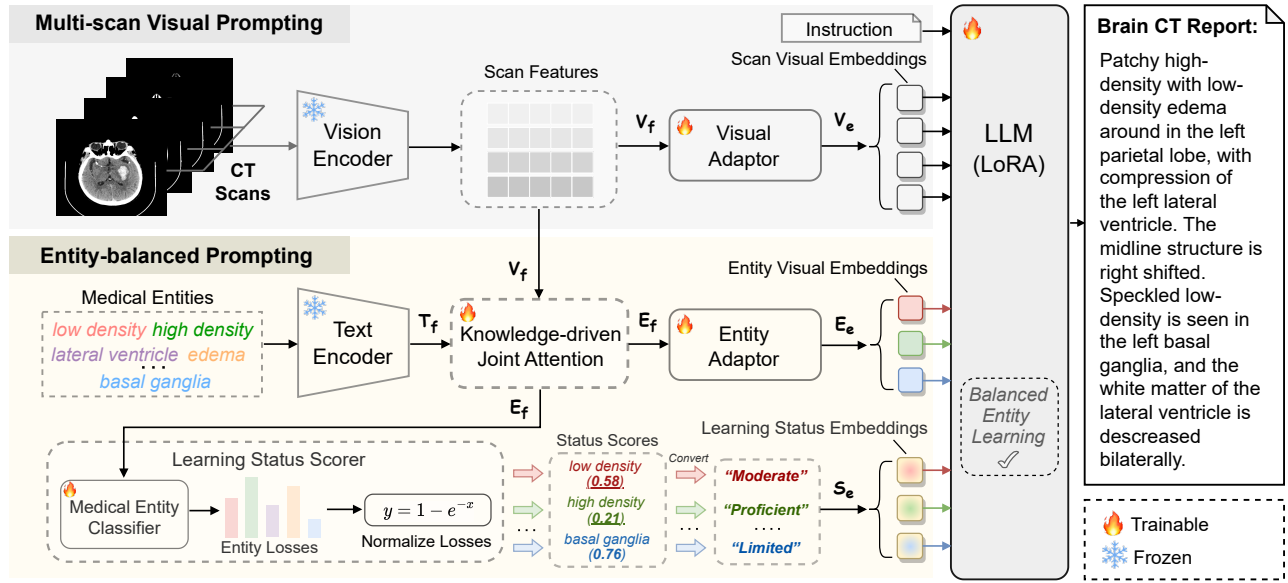 Multi-scan Visual Prompting
CT
Scans
Vision
Encoder
Scan Features
V_f
Visual
Adaptor
V_e
Instruction
Scan Visual Embeddings
LLM
(LoRA)
Balanced
Entity
Learning
Brain CT Report:
Patchy high-
density with low-
density edema
around in the left
parietal lobe, with
compression of
the left lateral
ventricle. The
midline structure is
right shifted.
Speckled low-
density is seen in
the left basal
ganglia, and the
white matter of the
lateral ventricle is
descreased
bilaterally.
Entity-balanced Prompting
Medical Entities
low density high density
lateral ventricle edema
...
basal ganglia
Text
Encoder
T_f
V_f
Knowledge-driven
Joint Attention
E_f
Entity
Adaptor
E_e
Entity Visual Embeddings
E_f
Learning Status Scorer
Medical Entity
Classifier
Entity Losses
y = 1 − e^{-x}
Normalize Losses
...
Status Scores
low density
(0.58)
high density
(0.21)
...
basal ganglia
(0.76)
Convert
...
“Moderate”
“Proficient”
....
“Limited”
S_e
Learning Status Embeddings
Trainable
Frozen